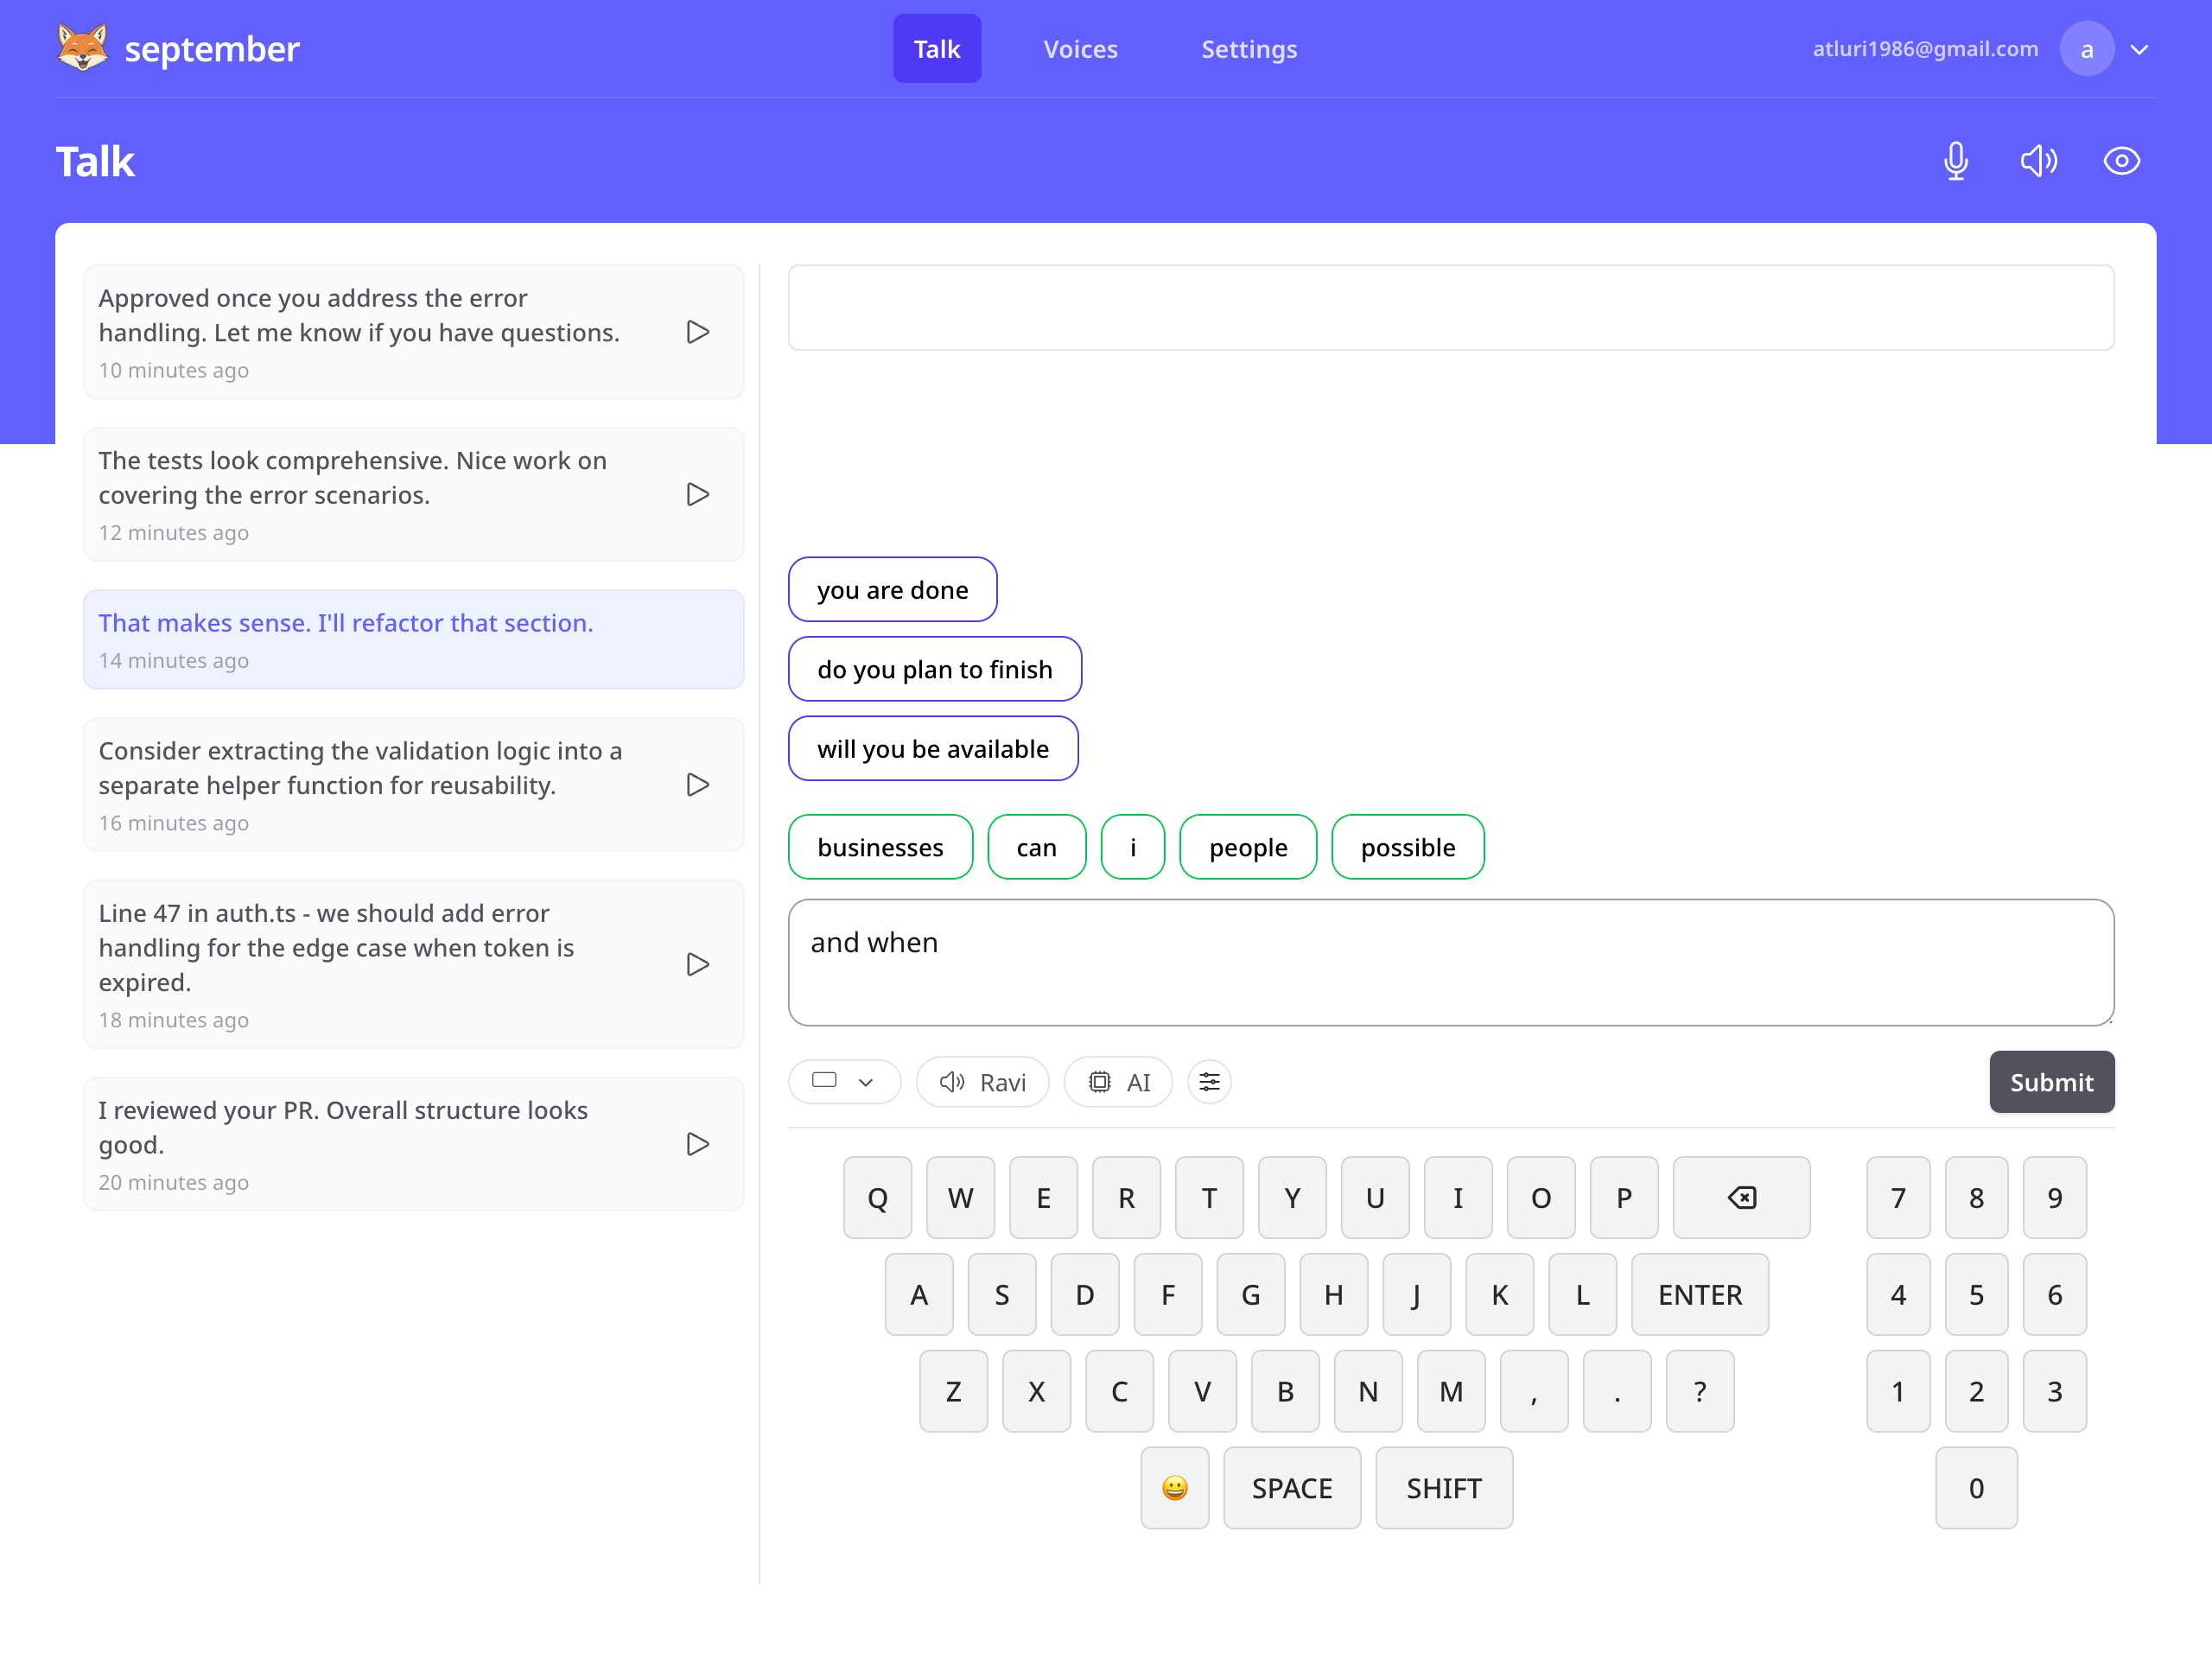 september
Talk
Voices
Settings
atluri1986@gmail.com
a
Talk
Approved once you address the error
handling. Let me know if you have questions.
10 minutes ago
The tests look comprehensive. Nice work on
covering the error scenarios.
12 minutes ago
That makes sense. I'll refactor that section.
14 minutes ago
Consider extracting the validation logic into a
separate helper function for reusability.
16 minutes ago
Line 47 in auth.ts - we should add error
handling for the edge case when token is
expired.
18 minutes ago
I reviewed your PR. Overall structure looks
good.
20 minutes ago
you are done
do you plan to finish
will you be available
businesses can i people possible
and when
Ravi AI Submit
Q W E R T Y U I O P 7 8 9
A S D F G H J K L ENTER 4 5 6
Z X C V B N M , . ? 1 2 3
SPACE SHIFT 0